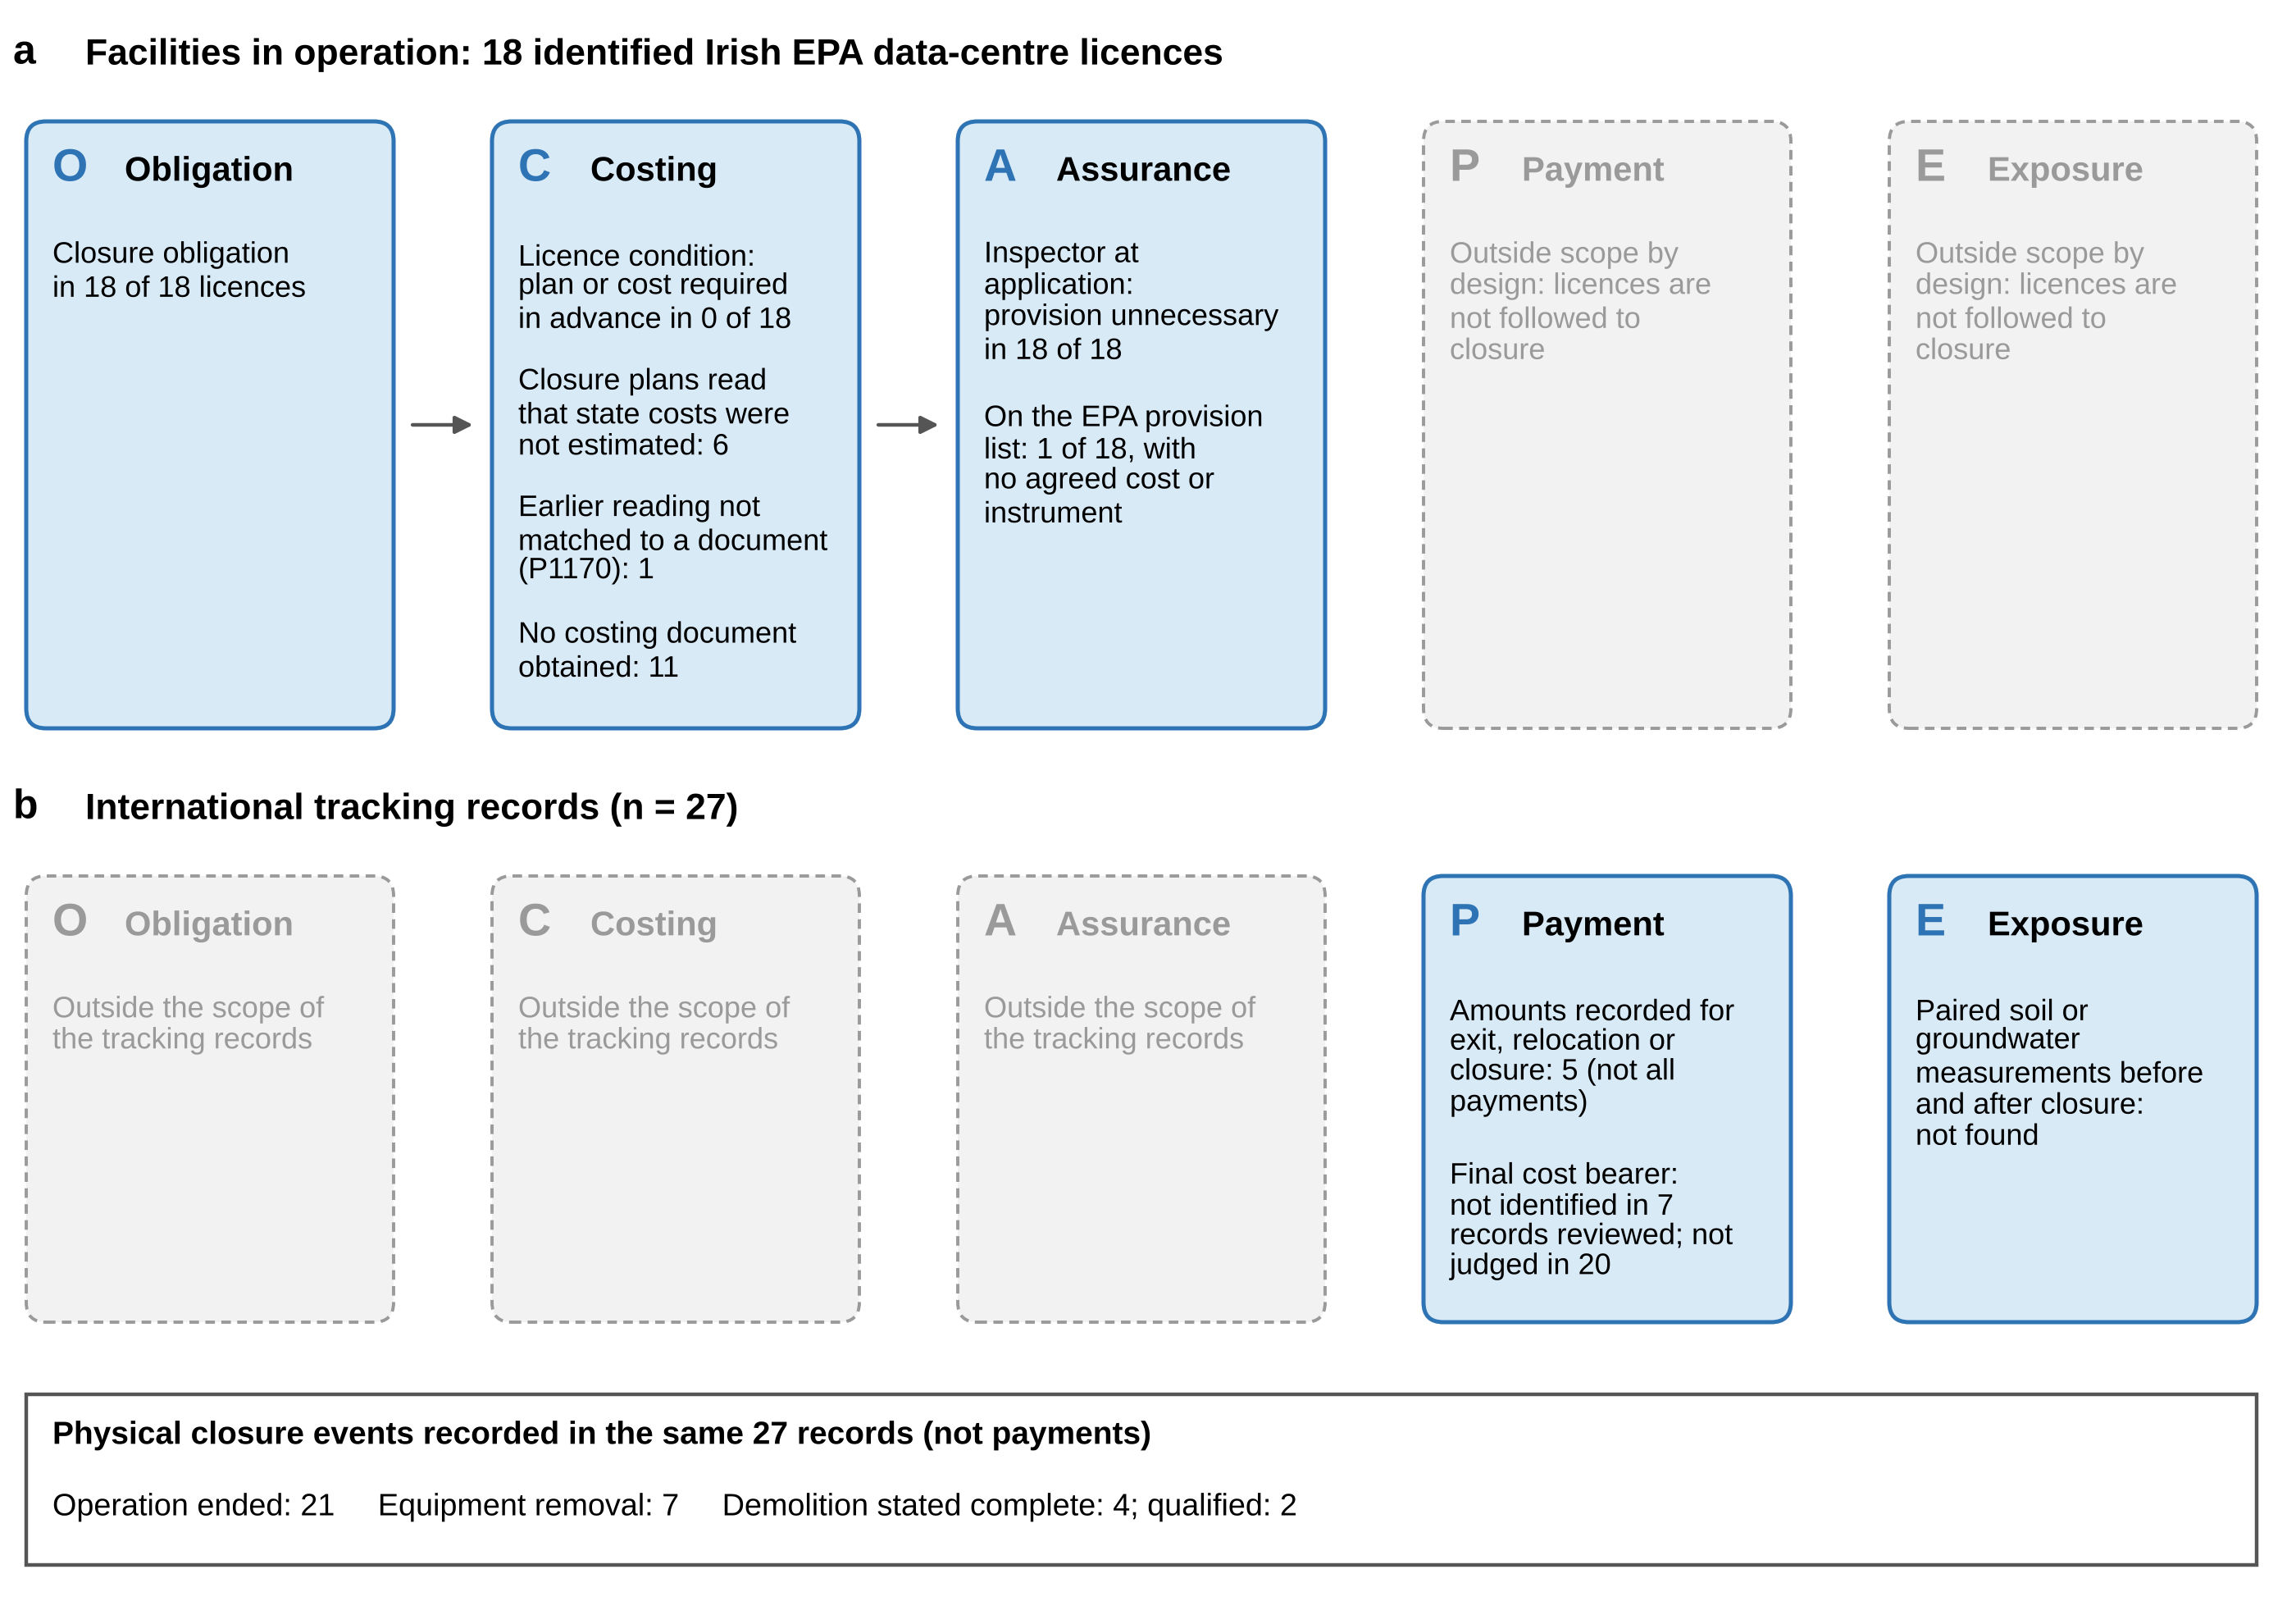 a Facilities in operation: 18 identified Irish EPA data-centre licences
O Obligation
Closure obligation
in 18 of 18 licences
C Costing
Licence condition:
plan or cost required
in advance in 0 of 18
Closure plans read
that state costs were
not estimated: 6
Earlier reading not
matched to a document
(P1170): 1
No costing document
obtained: 11
A Assurance
Inspector at
application:
provision unnecessary
in 18 of 18
On the EPA provision
list: 1 of 18, with
no agreed cost or
instrument
P Payment
Outside scope by
design: licences are
not followed to
closure
E Exposure
Outside scope by
design: licences are
not followed to
closure
b International tracking records (n = 27)
O Obligation
Outside the scope of
the tracking records
C Costing
Outside the scope of
the tracking records
A Assurance
Outside the scope of
the tracking records
P Payment
Amounts recorded for
exit, relocation or
closure: 5 (not all
payments)
Final cost bearer:
not identified in 7
records reviewed; not
judged in 20
E Exposure
Paired soil or
groundwater
measurements before
and after closure:
not found
Physical closure events recorded in the same 27 records (not payments)
Operation ended: 21 Equipment removal: 7 Demolition stated complete: 4; qualified: 2